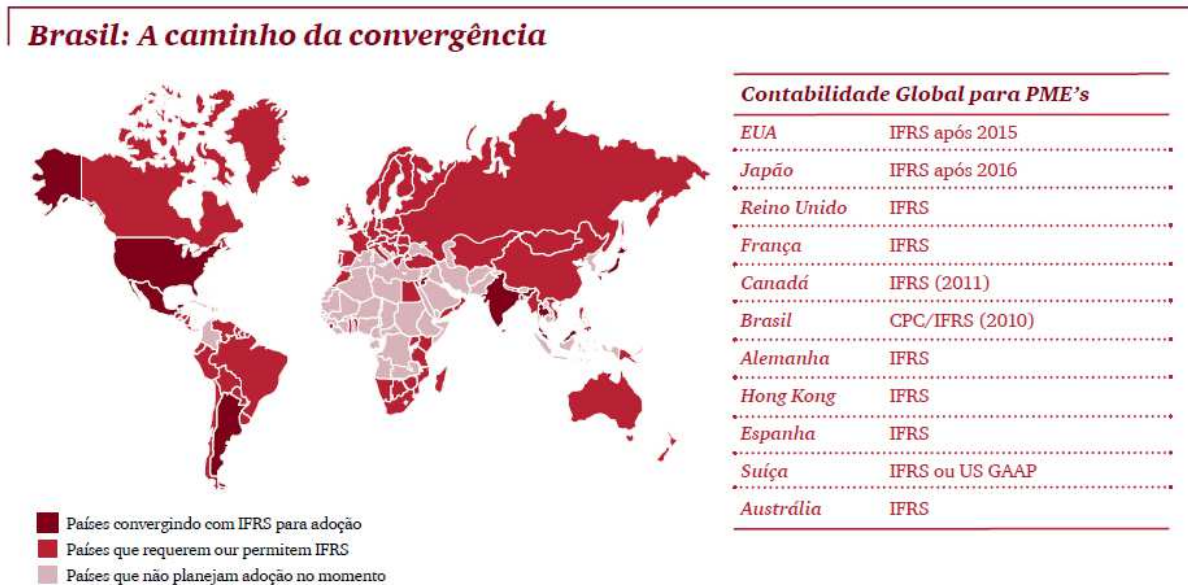 Brasil: A caminho da convergência
Contabilidade Global para PME's
EUA IFRS após 2015
Japão IFRS após 2016
Reino Unido IFRS
França IFRS
Canadá IFRS (2011)
Brasil CPC/IFRS (2010)
Alemanha IFRS
Hong Kong IFRS
Espanha IFRS
Suíça IFRS ou US GAAP
Austrália IFRS
Países convergindo com IFRS para adoção
Países que requerem our permitem IFRS
Países que não planejam adoção no momento